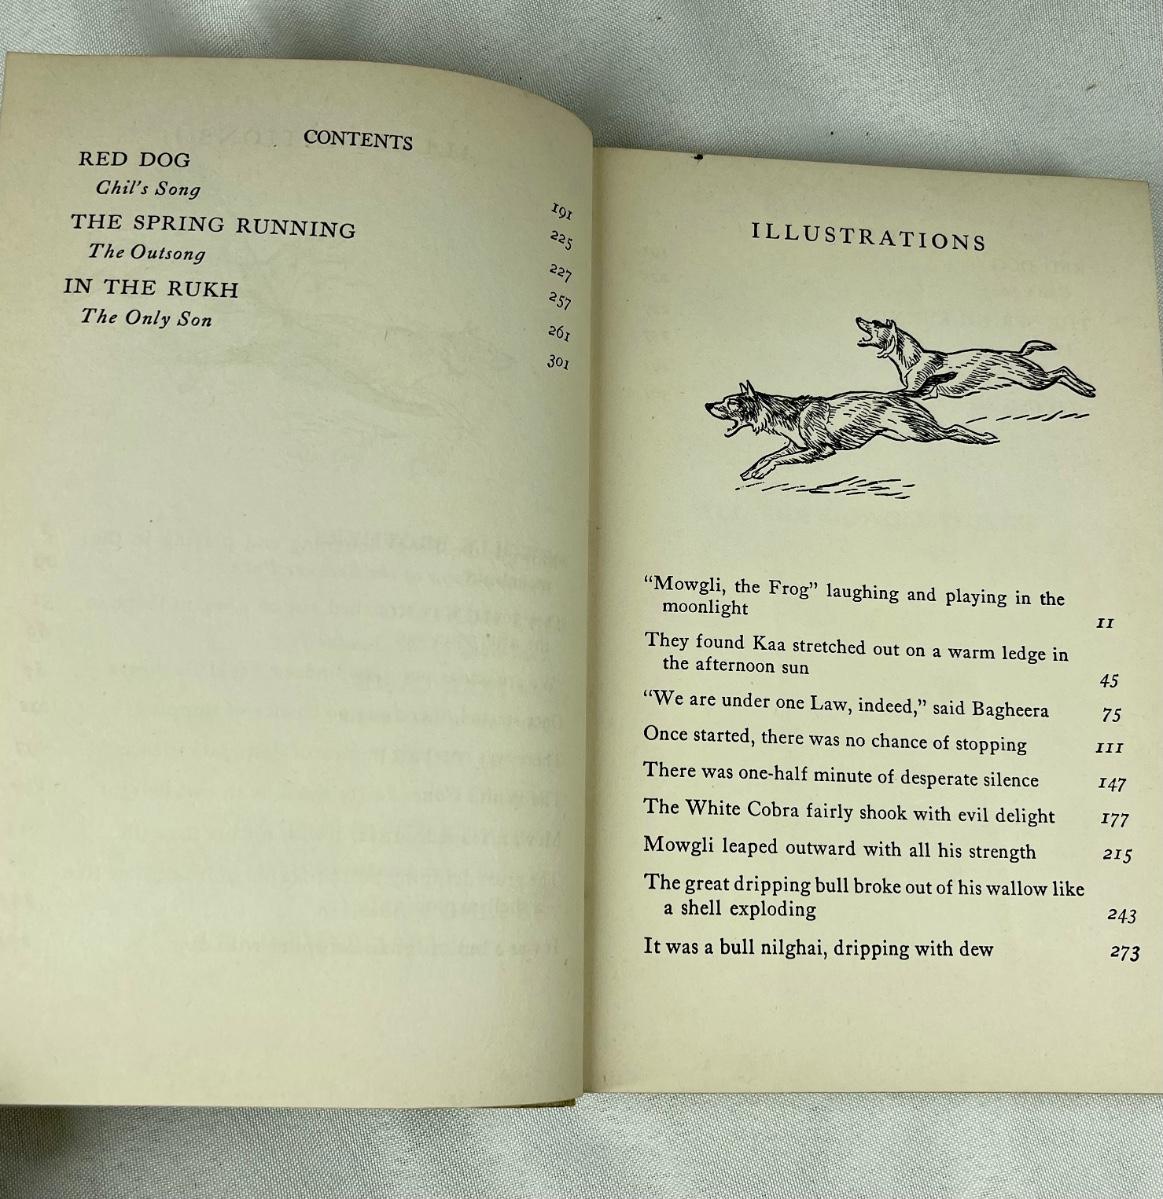 CONTENTS
RED DOG 191
Chil's Song 225
THE SPRING RUNNING 227
The Outsong 257
IN THE RUKH 261
The Only Son 301
ILLUSTRATIONS
"Mowgli, the Frog" laughing and playing in the
moonlight 11
They found Kaa stretched out on a warm ledge in
the afternoon sun 45
"We are under one Law, indeed," said Bagheera 75
Once started, there was no chance of stopping 111
There was one-half minute of desperate silence 147
The White Cobra fairly shook with evil delight 177
Mowgli leaped outward with all his strength 215
The great dripping bull broke out of his wallow like
a shell exploding 243
It was a bull nilghai, dripping with dew 273